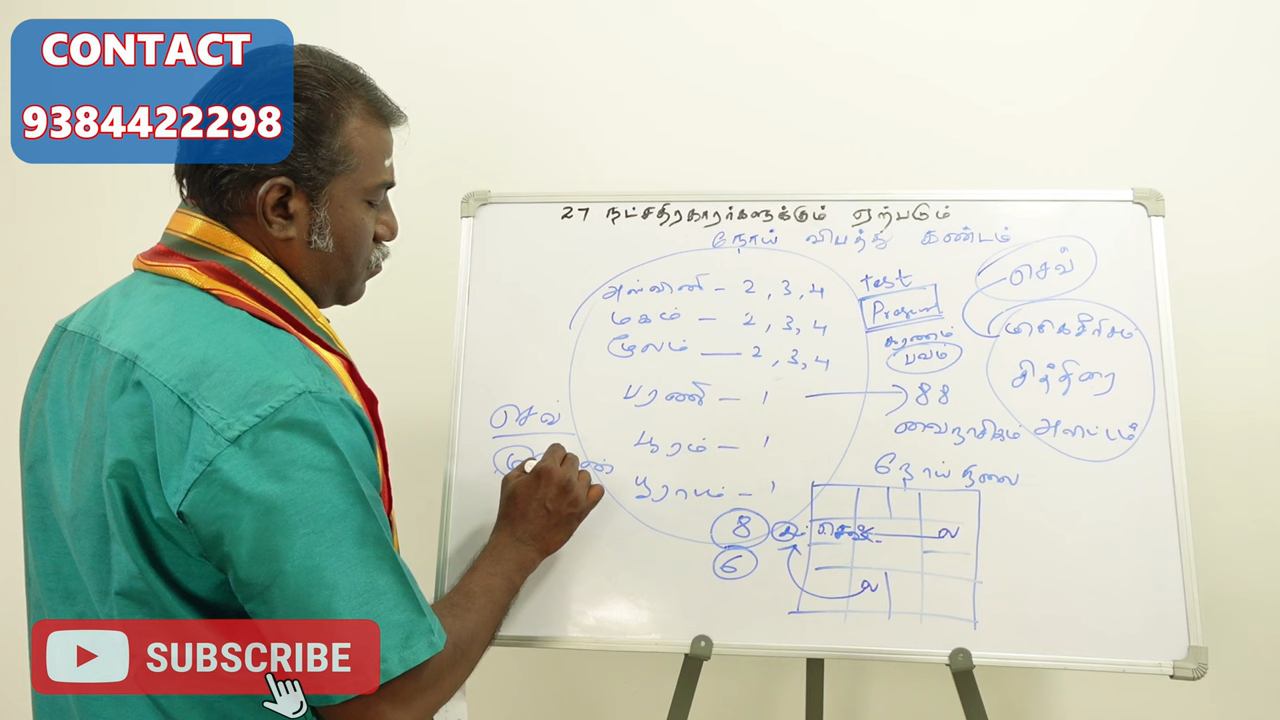 CONTACT
9384422298
27 நட்சதிரகாரர்களுக்கும் ஏற்படும்
நோய் விபத்து கண்டம்
அஸ்வினி - 2, 3, 4
மகம் - 2, 3, 4
மூலம் - 2, 3, 4
பரணி - 1
பூரம் - 1
பூராடம் - 1
8
6
test
கரணம்
பவம்
88
வைநாசிகம்
செவ்
மிருகசீரிசம்
சித்திரை
அவிட்டம்
நோய் நிலை
ல
ல
செவ்
SUBSCRIBE